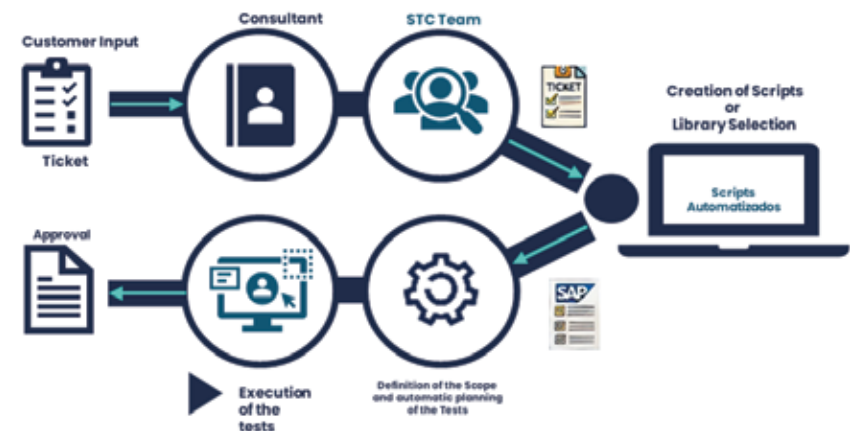 Customer Input
Ticket
Consultant
STC Team
TICKET
Creation of Scripts
or
Library Selection
Scripts
Automatizados
SAP
Definition of the Scope
and automatic planning
of the Tests
Execution
of the
tests
Approval